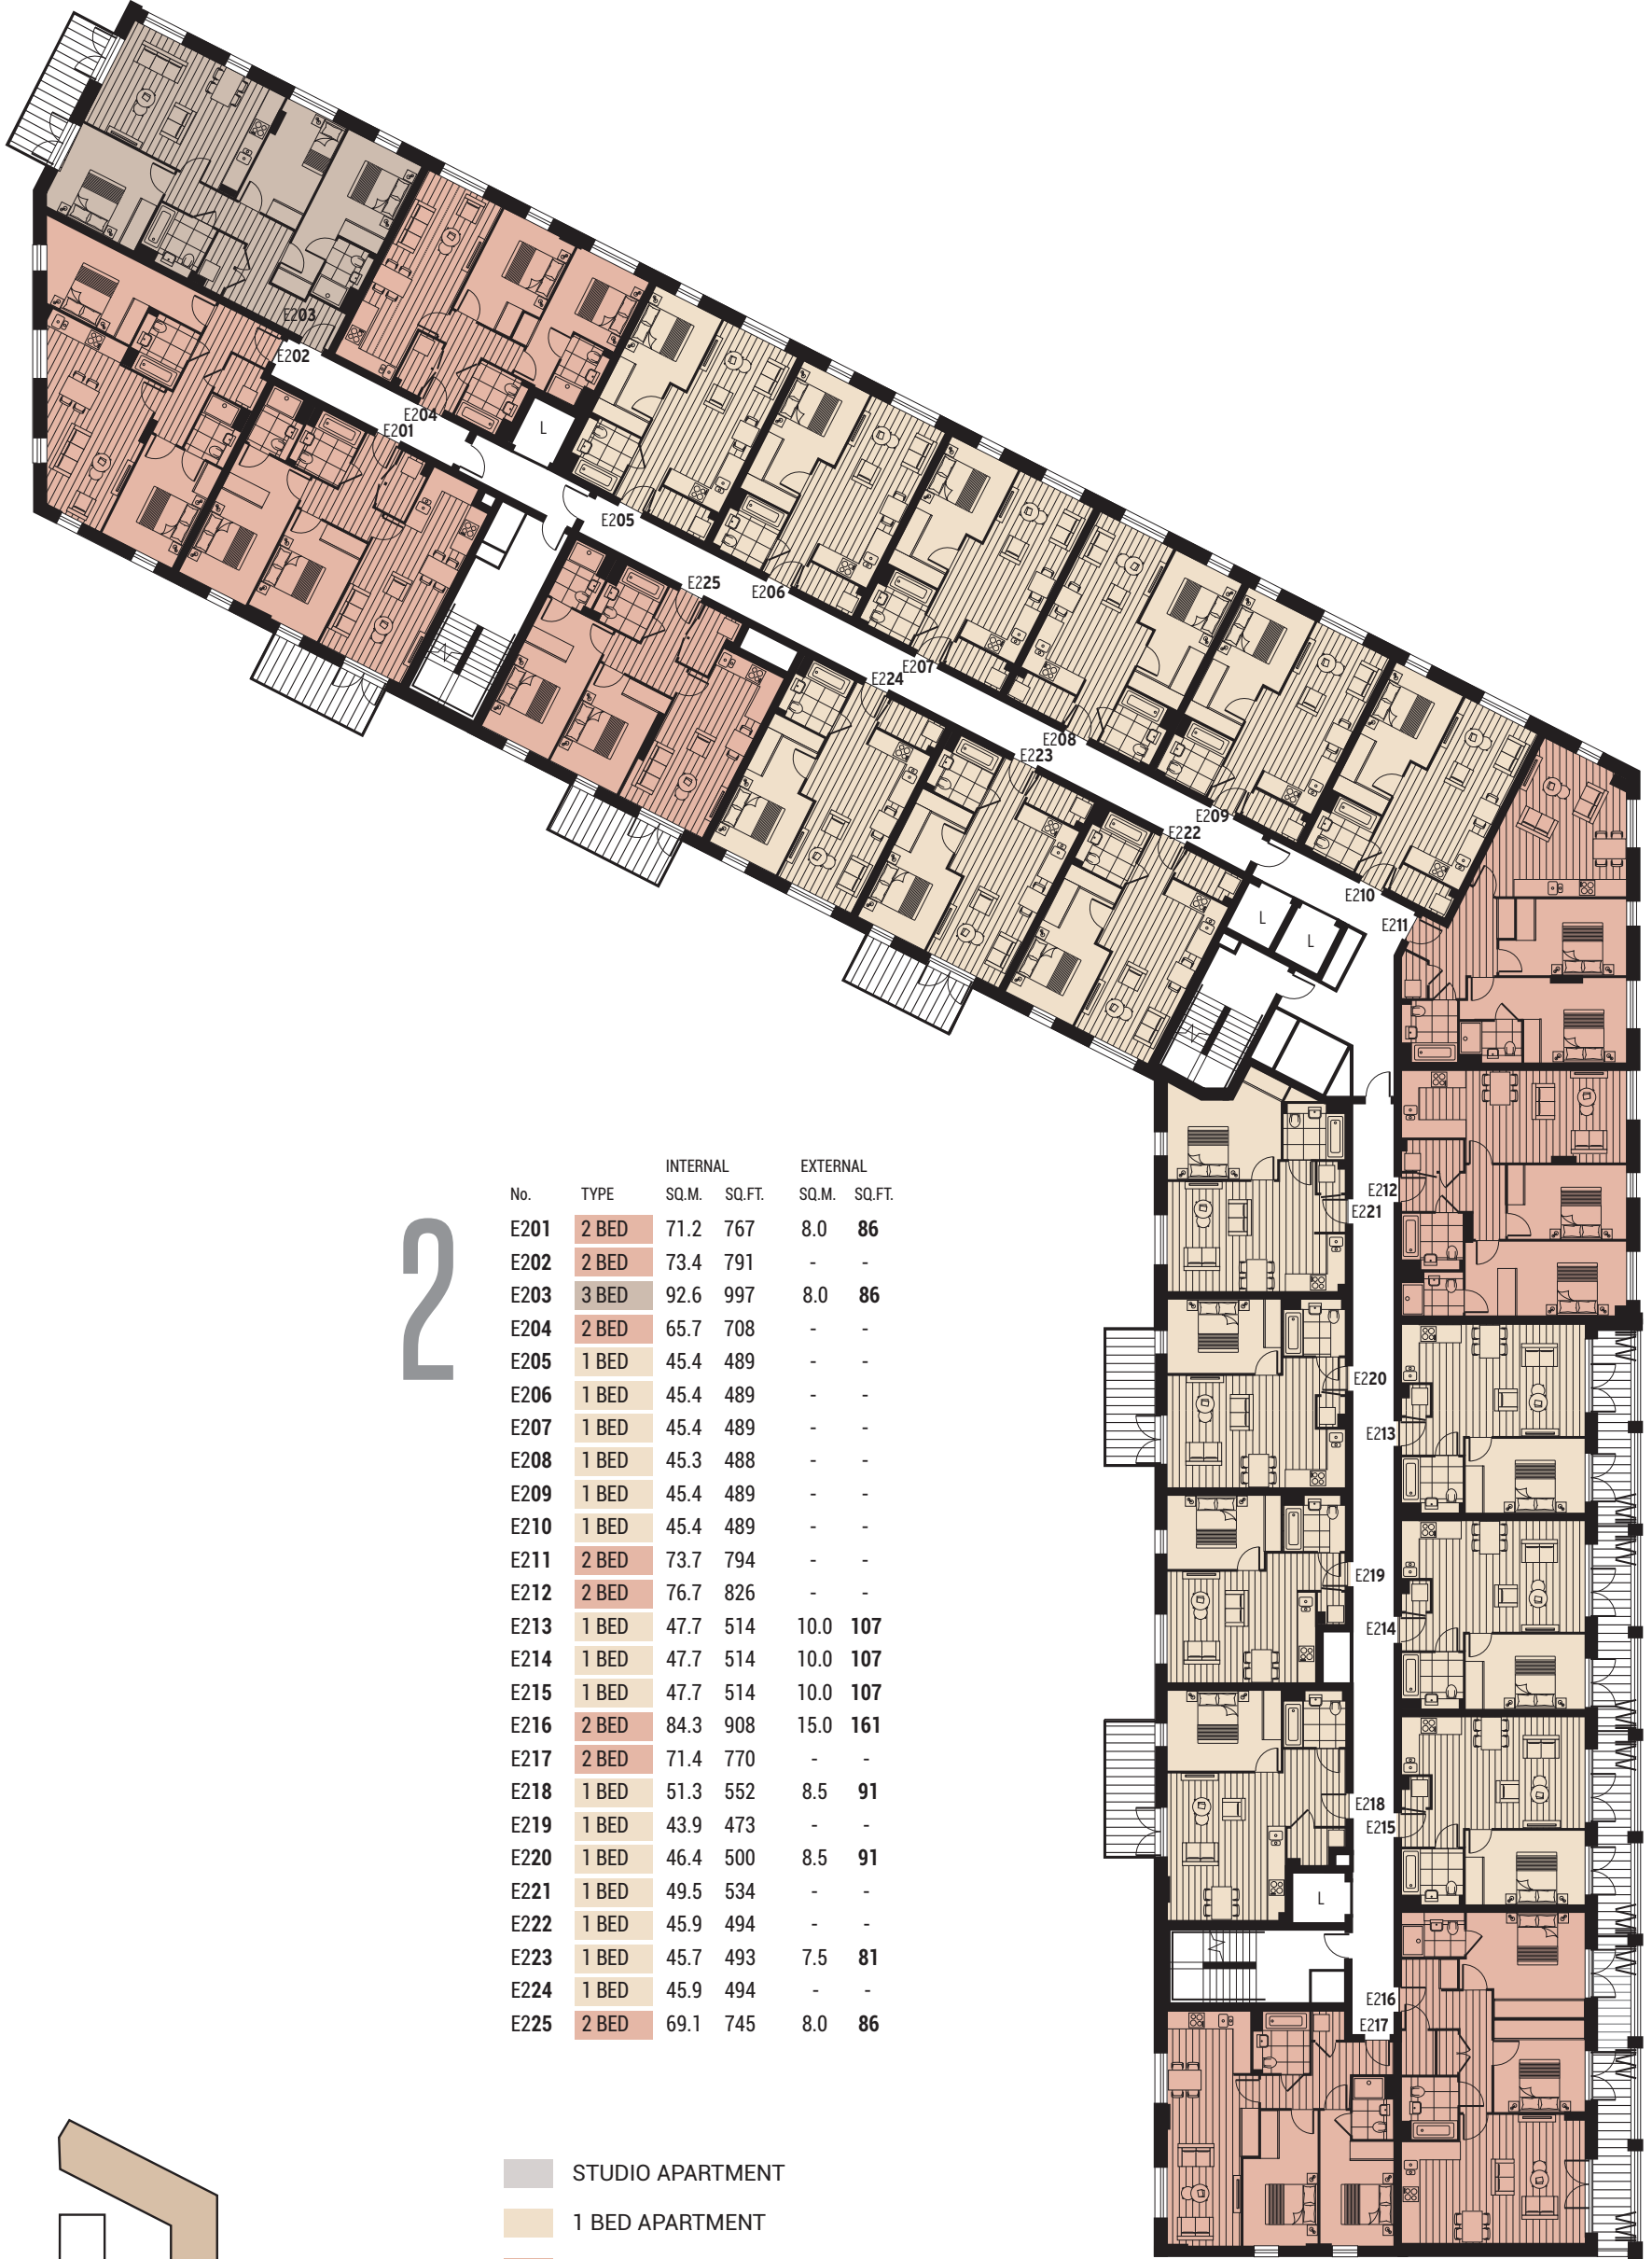 E203
E202
E204
E201
L
E205
E225
E206
E207
E224
E208
E223
E209
E222
E210
L
L
E211
E212
E221
E220
E213
E219
E214
E218
E215
L
E216
E217
2
INTERNAL EXTERNAL
No. TYPE SQ.M. SQ.FT. SQ.M. SQ.FT.
E201 2 BED 71.2 767 8.0 86
E202 2 BED 73.4 791 - -
E203 3 BED 92.6 997 8.0 86
E204 2 BED 65.7 708 - -
E205 1 BED 45.4 489 - -
E206 1 BED 45.4 489 - -
E207 1 BED 45.4 489 - -
E208 1 BED 45.3 488 - -
E209 1 BED 45.4 489 - -
E210 1 BED 45.4 489 - -
E211 2 BED 73.7 794 - -
E212 2 BED 76.7 826 - -
E213 1 BED 47.7 514 10.0 107
E214 1 BED 47.7 514 10.0 107
E215 1 BED 47.7 514 10.0 107
E216 2 BED 84.3 908 15.0 161
E217 2 BED 71.4 770 - -
E218 1 BED 51.3 552 8.5 91
E219 1 BED 43.9 473 - -
E220 1 BED 46.4 500 8.5 91
E221 1 BED 49.5 534 - -
E222 1 BED 45.9 494 - -
E223 1 BED 45.7 493 7.5 81
E224 1 BED 45.9 494 - -
E225 2 BED 69.1 745 8.0 86
STUDIO APARTMENT
1 BED APARTMENT